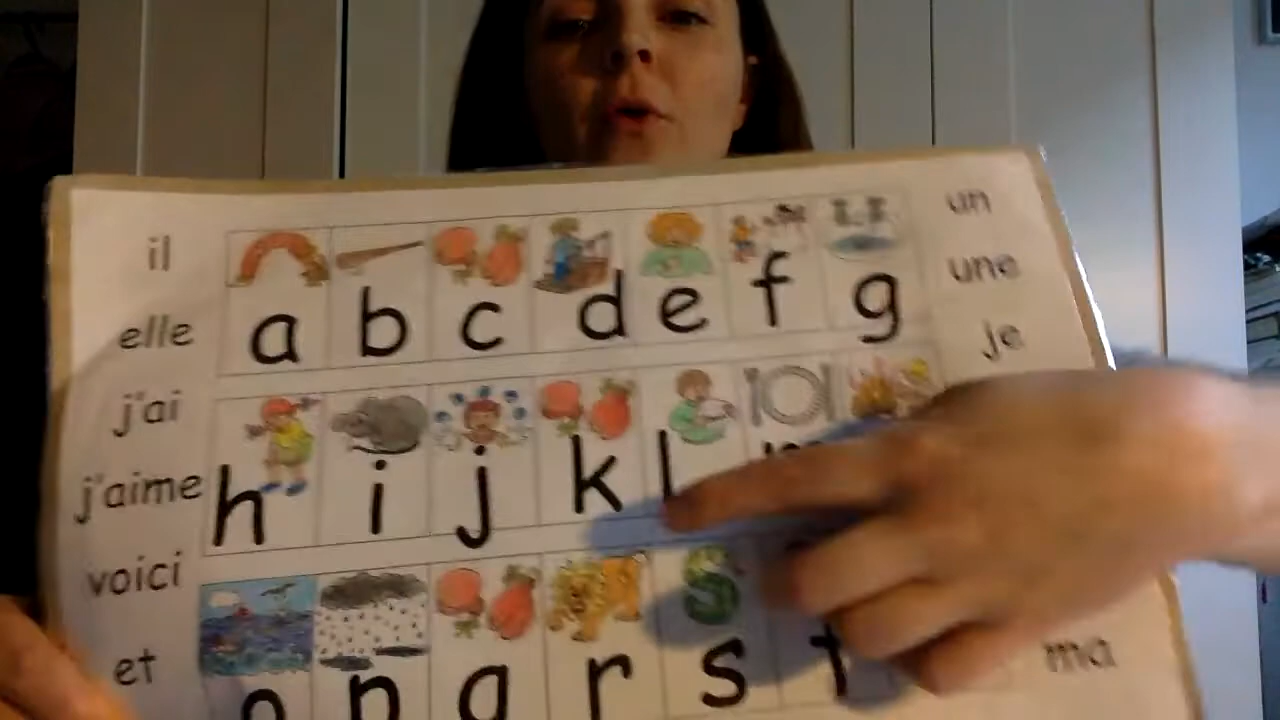 il
elle
j'ai
j'aime
voici
et
a b c d e f g
h i j k l
r s
un
une
je
ma